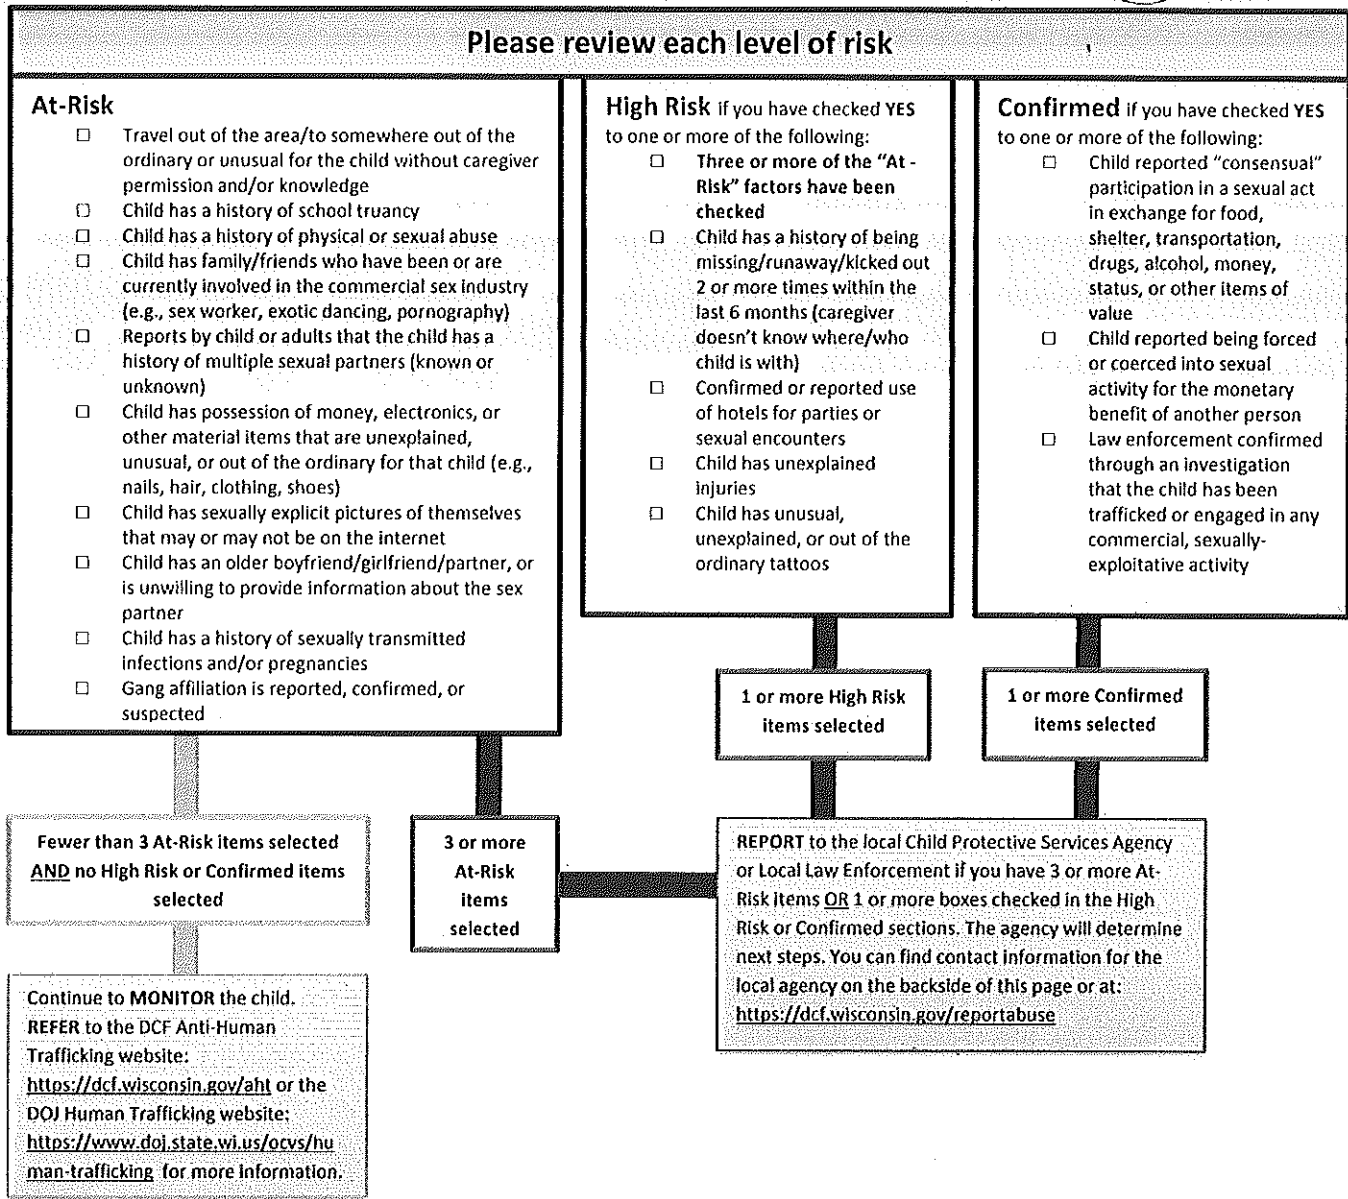 Please review each level of risk
At-Risk
☐ Travel out of the area/to somewhere out of the
ordinary or unusual for the child without caregiver
permission and/or knowledge
☐ Child has a history of school truancy
☐ Child has a history of physical or sexual abuse
☐ Child has family/friends who have been or are
currently involved in the commercial sex industry
(e.g., sex worker, exotic dancing, pornography)
☐ Reports by child or adults that the child has a
history of multiple sexual partners (known or
unknown)
☐ Child has possession of money, electronics, or
other material items that are unexplained,
unusual, or out of the ordinary for that child (e.g.,
nails, hair, clothing, shoes)
☐ Child has sexually explicit pictures of themselves
that may or may not be on the internet
☐ Child has an older boyfriend/girlfriend/partner, or
is unwilling to provide information about the sex
partner
☐ Child has a history of sexually transmitted
infections and/or pregnancies
☐ Gang affiliation is reported, confirmed, or
suspected
High Risk if you have checked YES
to one or more of the following:
☐ Three or more of the "At -
Risk" factors have been
checked
☐ Child has a history of being
missing/runaway/kicked out
2 or more times within the
last 6 months (caregiver
doesn't know where/who
child is with)
☐ Confirmed or reported use
of hotels for parties or
sexual encounters
☐ Child has unexplained
injuries
☐ Child has unusual,
unexplained, or out of the
ordinary tattoos
Confirmed if you have checked YES
to one or more of the following:
☐ Child reported "consensual"
participation in a sexual act
in exchange for food,
shelter, transportation,
drugs, alcohol, money,
status, or other items of
value
☐ Child reported being forced
or coerced into sexual
activity for the monetary
benefit of another person
☐ Law enforcement confirmed
through an investigation
that the child has been
trafficked or engaged in any
commercial, sexually-
exploitative activity
1 or more High Risk
items selected
1 or more Confirmed
items selected
Fewer than 3 At-Risk items selected
AND no High Risk or Confirmed items
selected
3 or more
At-Risk
items
selected
REPORT to the local Child Protective Services Agency
or Local Law Enforcement if you have 3 or more At-
Risk items OR 1 or more boxes checked in the High
Risk or Confirmed sections. The agency will determine
next steps. You can find contact information for the
local agency on the backside of this page or at:
https://dcf.wisconsin.gov/reportabuse
Continue to MONITOR the child.
REFER to the DCF Anti-Human
Trafficking website:
https://dcf.wisconsin.gov/aht or the
DOJ Human Trafficking website:
https://www.doj.state.wi.us/ocvs/hu
man-trafficking for more information.